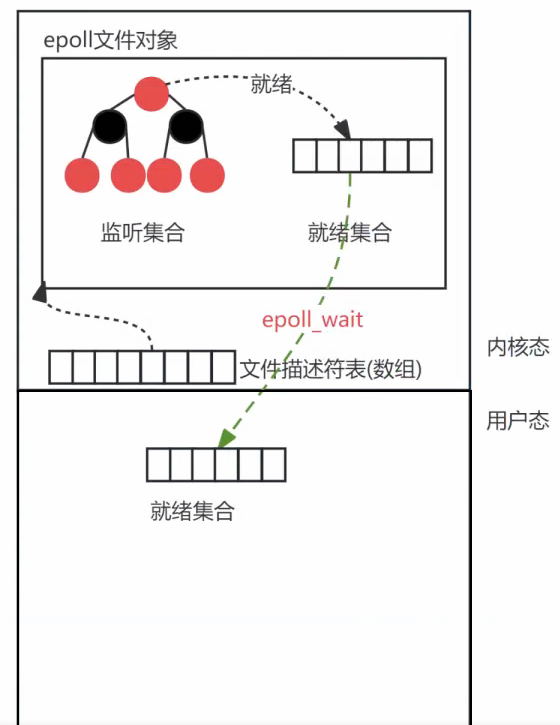 epoll文件对象
就绪
监听集合
就绪集合
epoll_wait
内核态
文件描述符表(数组)
用户态
就绪集合